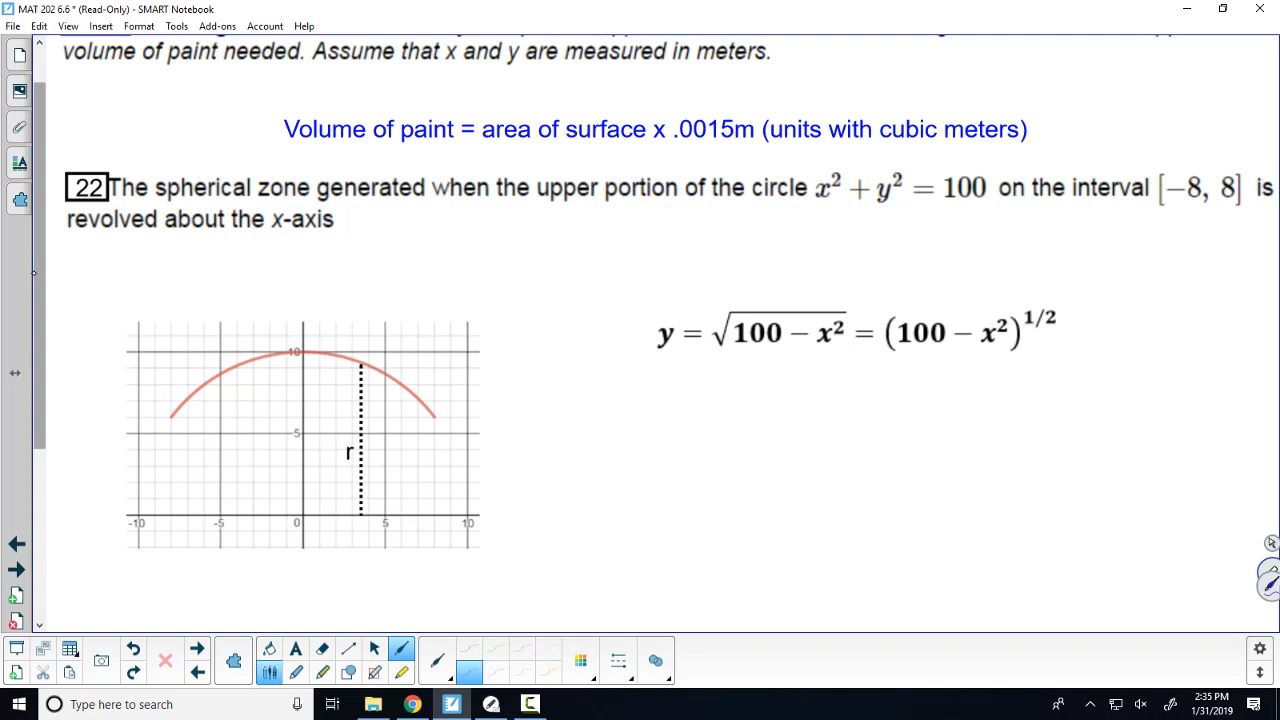 MAT 202 6.6 * (Read-Only) - SMART Notebook
File Edit View Insert Format Tools Add-ons Account Help
volume of paint needed. Assume that x and y are measured in meters.
Volume of paint = area of surface x .0015m (units with cubic meters)
22 The spherical zone generated when the upper portion of the circle x² + y² = 100 on the interval [−8, 8] is
revolved about the x-axis
y = √(100 − x²) = (100 − x²)^1/2
10
5
r
-10 -5 0 5 10
Type here to search
2:35 PM
1/31/2019